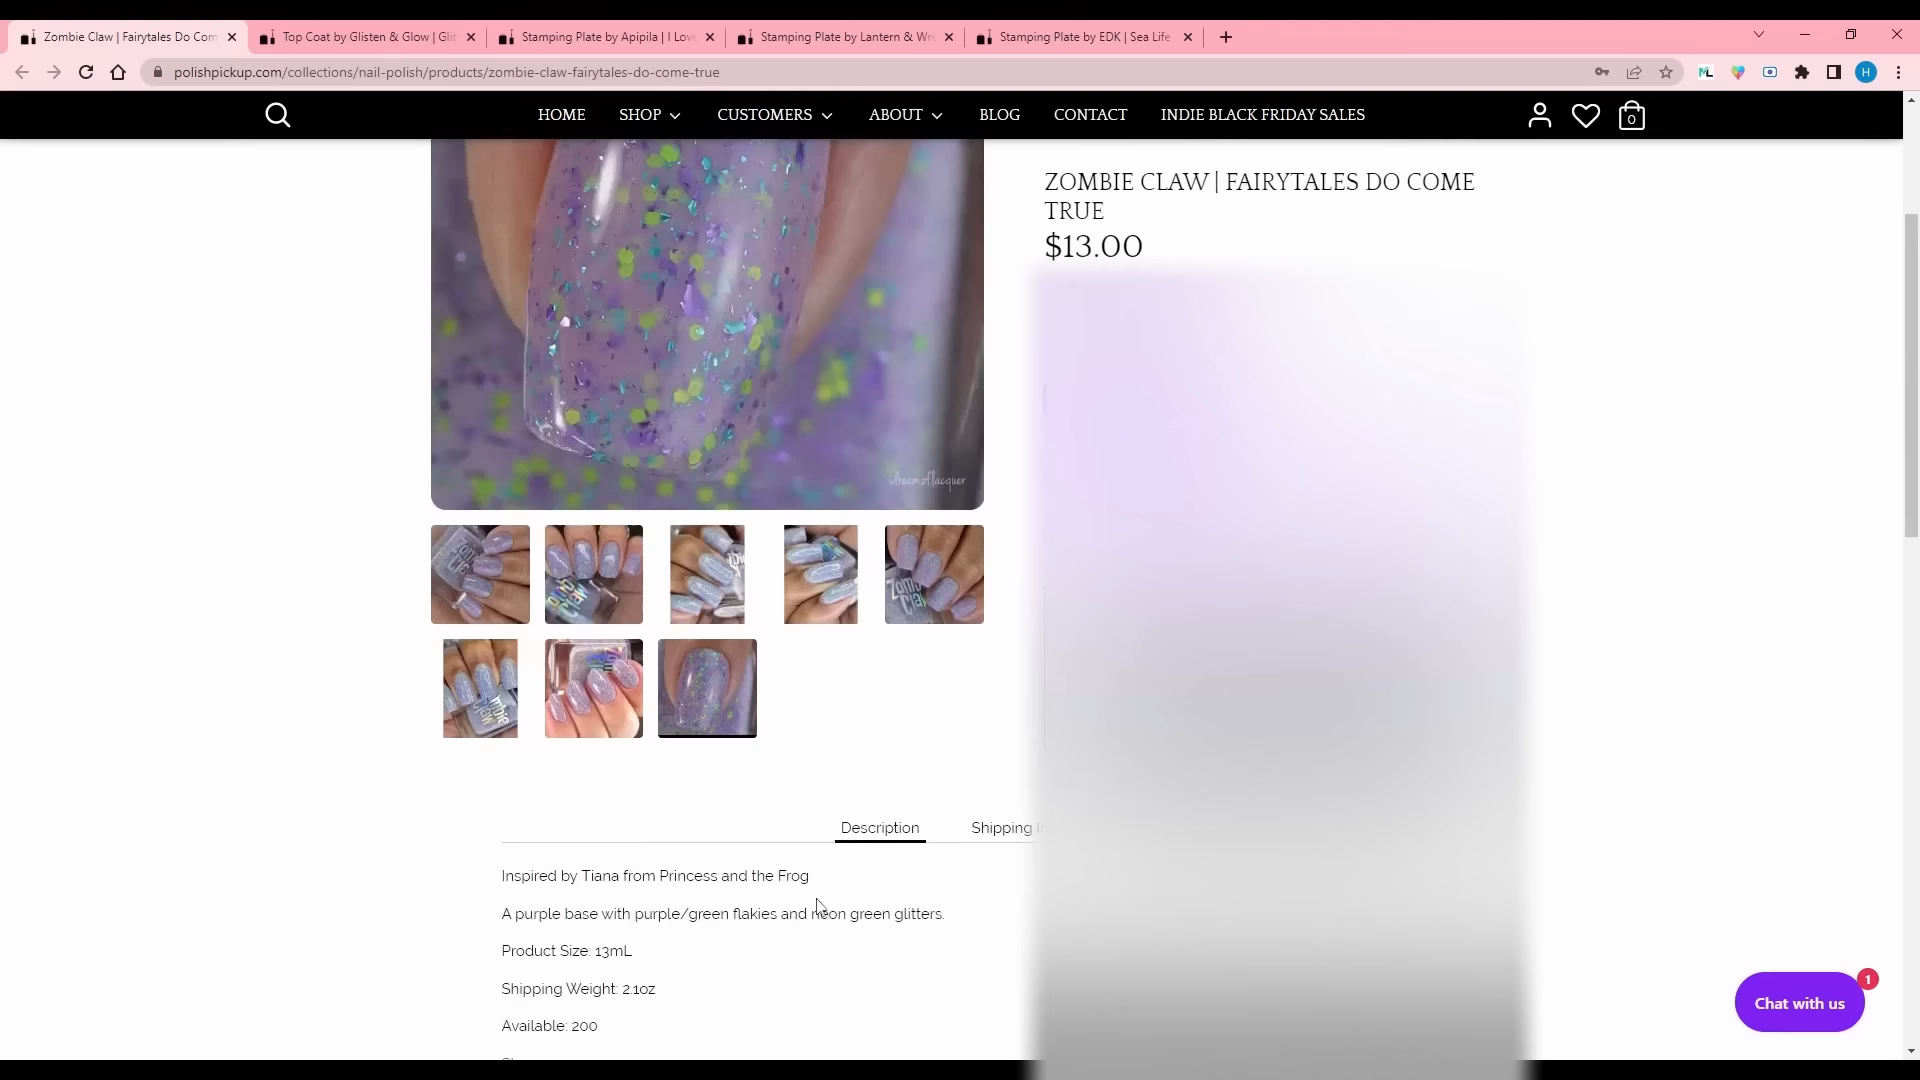 Zombie Claw | Fairytales Do Com
Top Coat by Glisten & Glow | Gli
Stamping Plate by Apipila | I Lov
Stamping Plate by Lantern & Wr
Stamping Plate by EDK | Sea Life
polishpickup.com/collections/nail-polish/products/zombie-claw-fairytales-do-come-true
H
HOME SHOP CUSTOMERS ABOUT BLOG CONTACT INDIE BLACK FRIDAY SALES
0
ZOMBIE CLAW | FAIRYTALES DO COME
TRUE
$13.00
idreamoflacquer
Description Shipping
Inspired by Tiana from Princess and the Frog
A purple base with purple/green flakies and neon green glitters.
Product Size: 13mL
Shipping Weight: 2.1oz
Available: 200
1
Chat with us